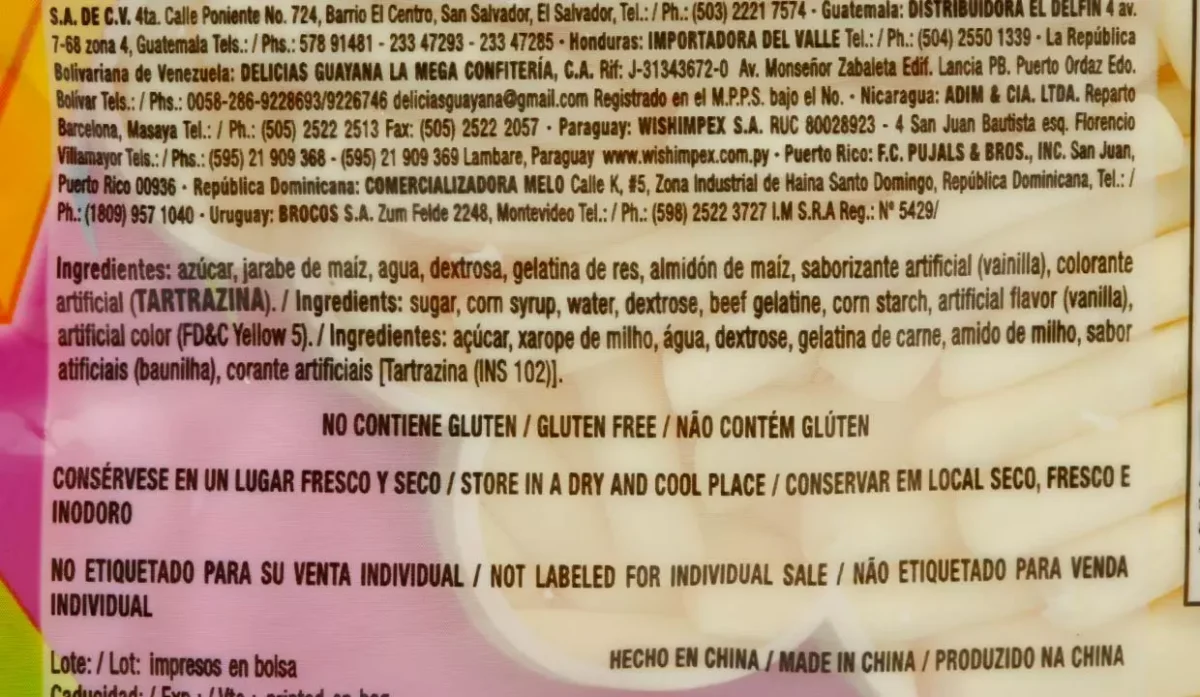 S.A. DE C.V. 4ta. Calle Poniente No. 724, Barrio El Centro, San Salvador, El Salvador, Tel.: / Ph.: (503) 2221 7574 · Guatemala: DISTRIBUIDORA EL DELFIN 4 av.
7-68 zona 4, Guatemala Tels.: / Phs.: 578 91481 - 233 47293 - 233 47285 · Honduras: IMPORTADORA DEL VALLE Tel.: / Ph.: (504) 2550 1339 · La República
Bolivariana de Venezuela: DELICIAS GUAYANA LA MEGA CONFITERÍA, C.A. Rif: J-31343672-0 Av. Monseñor Zabaleta Edif. Lancia PB. Puerto Ordaz Edo.
Bolívar Tels.: / Phs.: 0058-286-9228693/9226746 deliciasguayana@gmail.com Registrado en el M.P.P.S. bajo el No. · Nicaragua: ADIM & CIA. LTDA. Reparto
Barcelona, Masaya Tel.: / Ph.: (505) 2522 2513 Fax: (505) 2522 2057 · Paraguay: WISHIMPEX S.A. RUC 80028923 - 4 San Juan Bautista esq. Florencio
Villamayor Tels.: / Phs.: (595) 21 909 368 - (595) 21 909 369 Lambare, Paraguay www.wishimpex.com.py · Puerto Rico: F.C. PUJALS & BROS., INC. San Juan,
Puerto Rico 00936 · República Dominicana: COMERCIALIZADORA MELO Calle K, #5, Zona Industrial de Haina Santo Domingo, República Dominicana, Tel.: /
Ph.: (1809) 957 1040 · Uruguay: BROCOS S.A. Zum Felde 2248, Montevideo Tel.: / Ph.: (598) 2522 3727 I.M S.R.A Reg.: Nº 5429/
Ingredientes: azúcar, jarabe de maíz, agua, dextrosa, gelatina de res, almidón de maíz, saborizante artificial (vainilla), colorante
artificial (TARTRAZINA). / Ingredients: sugar, corn syrup, water, dextrose, beef gelatine, corn starch, artificial flavor (vanilla),
artificial color (FD&C Yellow 5). / Ingredientes: açúcar, xarope de milho, água, dextrose, gelatina de carne, amido de milho, sabor
atificiais (baunilha), corante artificiais [Tartrazina (INS 102)].
NO CONTIENE GLUTEN / GLUTEN FREE / NÃO CONTÉM GLÚTEN
CONSÉRVESE EN UN LUGAR FRESCO Y SECO / STORE IN A DRY AND COOL PLACE / CONSERVAR EM LOCAL SECO, FRESCO E
INODORO
NO ETIQUETADO PARA SU VENTA INDIVIDUAL / NOT LABELED FOR INDIVIDUAL SALE / NÃO ETIQUETADO PARA VENDA
INDIVIDUAL
Lote: / Lot: impresos en bolsa
HECHO EN CHINA / MADE IN CHINA / PRODUZIDO NA CHINA
Caducidad: / Exp.: / Vto.: printed on bag